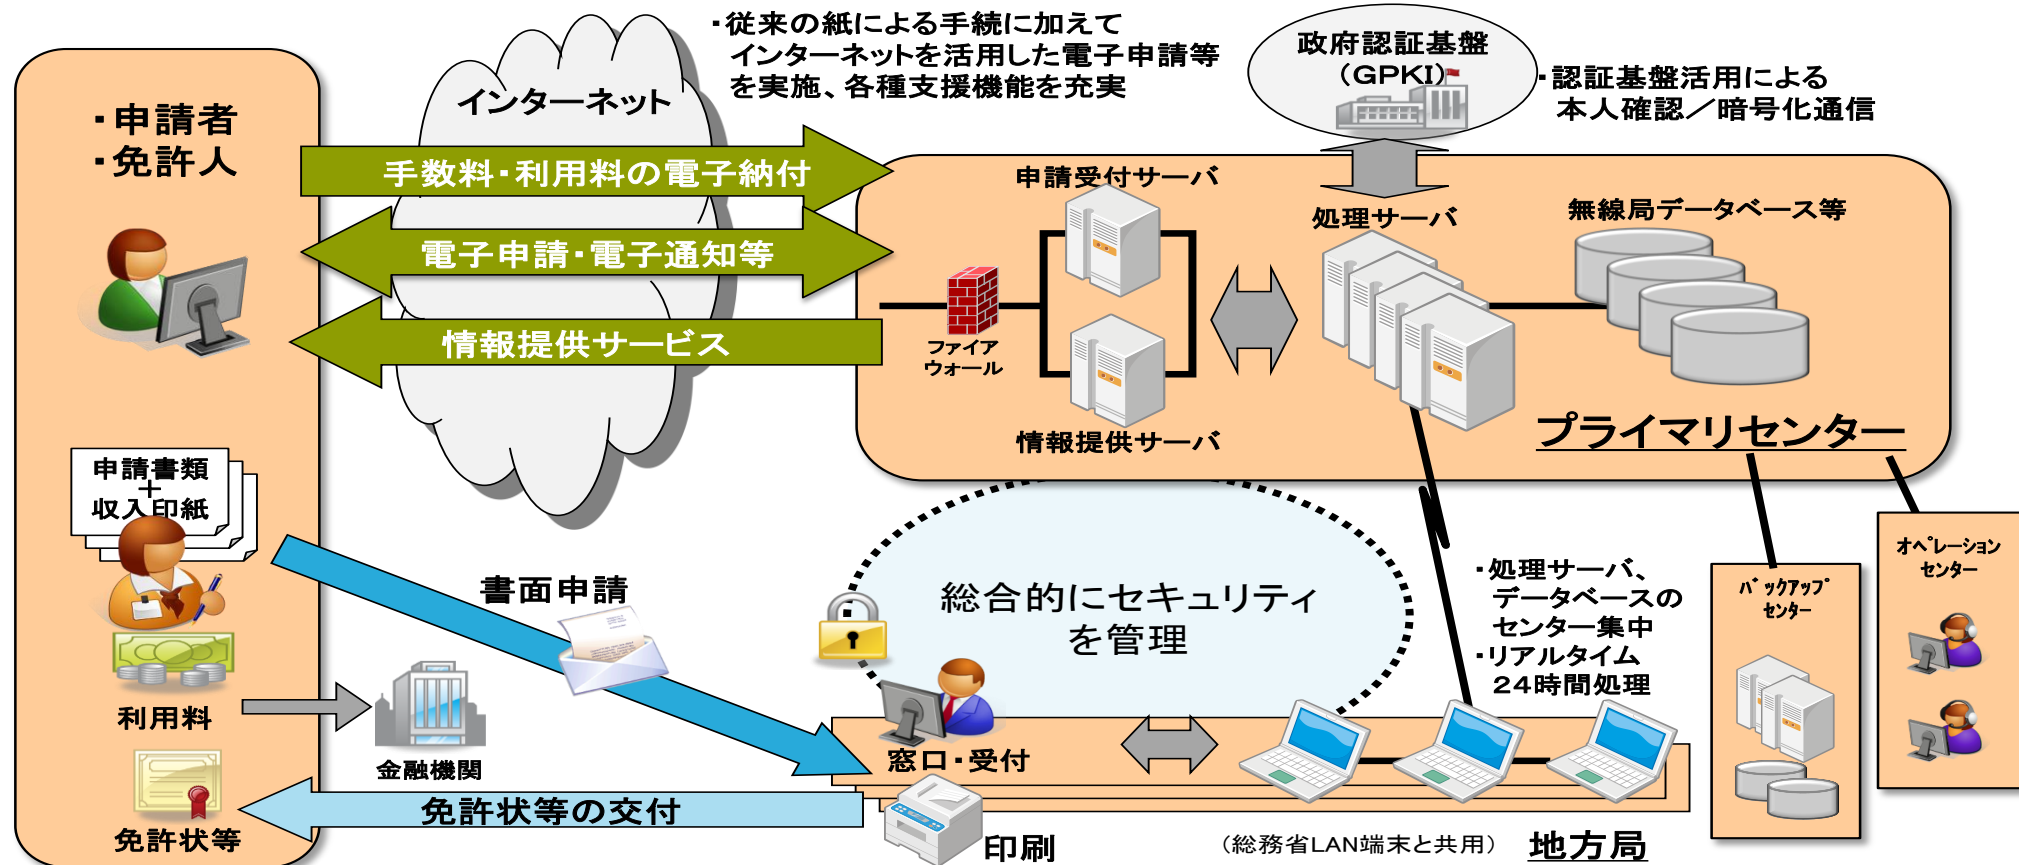 ・申請者
・免許人
インターネット
・従来の紙による手続に加えて
インターネットを活用した電子申請等
を実施、各種支援機能を充実
政府認証基盤
（GPKI）
・認証基盤活用による
本人確認／暗号化通信
手数料・利用料の電子納付
電子申請・電子通知等
情報提供サービス
申請受付サーバ
処理サーバ
無線局データベース等
ファイア
ウォール
情報提供サーバ
プライマリセンター
申請書類
＋
収入印紙
書面申請
総合的にセキュリティ
を管理
・処理サーバ、
データベースの
センター集中
・リアルタイム
２４時間処理
バックアップ
センター
オペレーション
センター
利用料
金融機関
窓口・受付
免許状等の交付
免許状等
印刷
（総務省LAN端末と共用）
地方局